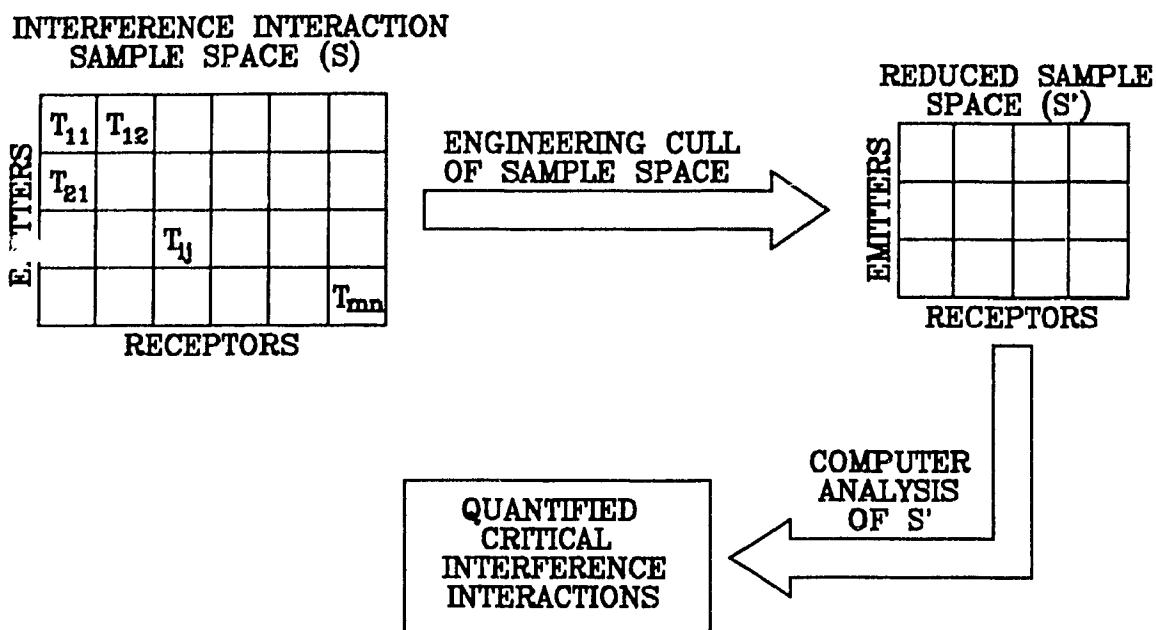 INTERFERENCE INTERACTION
SAMPLE SPACE (S)
EMITTERS
T11 T12
T21
Tij
Tmn
RECEPTORS
ENGINEERING CULL
OF SAMPLE SPACE
REDUCED SAMPLE
SPACE (S')
EMITTERS
RECEPTORS
COMPUTER
ANALYSIS
OF S'
QUANTIFIED
CRITICAL
INTERFERENCE
INTERACTIONS